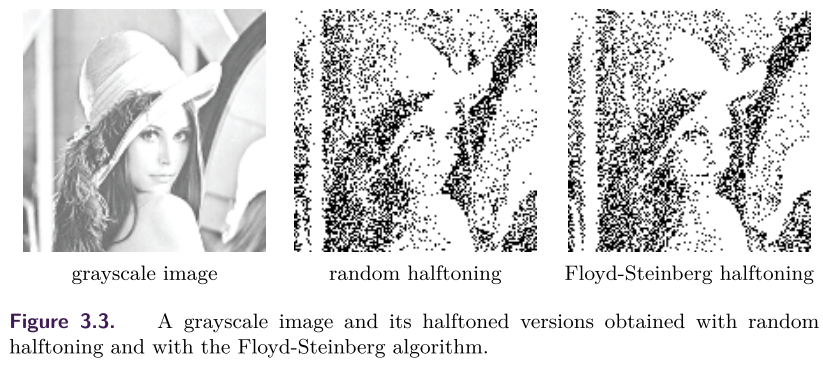 grayscale image
random halftoning
Floyd-Steinberg halftoning
Figure 3.3. A grayscale image and its halftoned versions obtained with random
halftoning and with the Floyd-Steinberg algorithm.